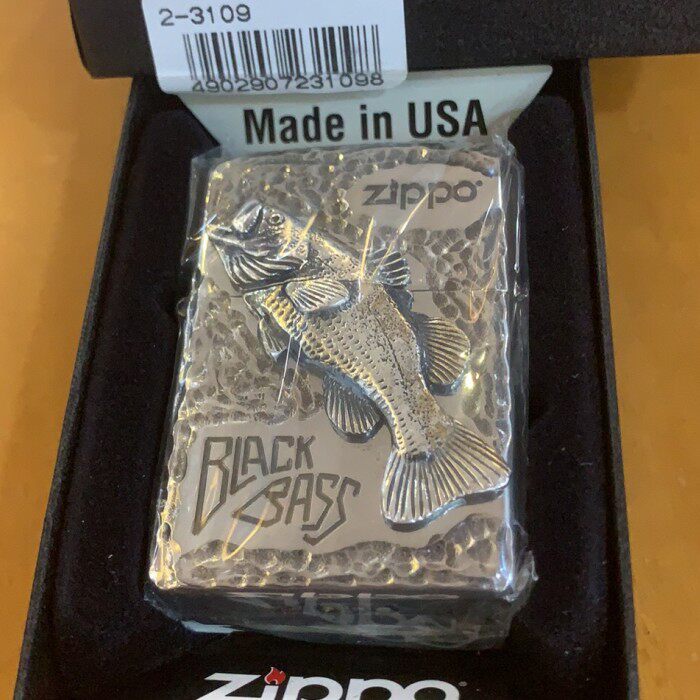 2-3109
4902907231098
Made in USA
zippo
BLACK
BASS
zippo